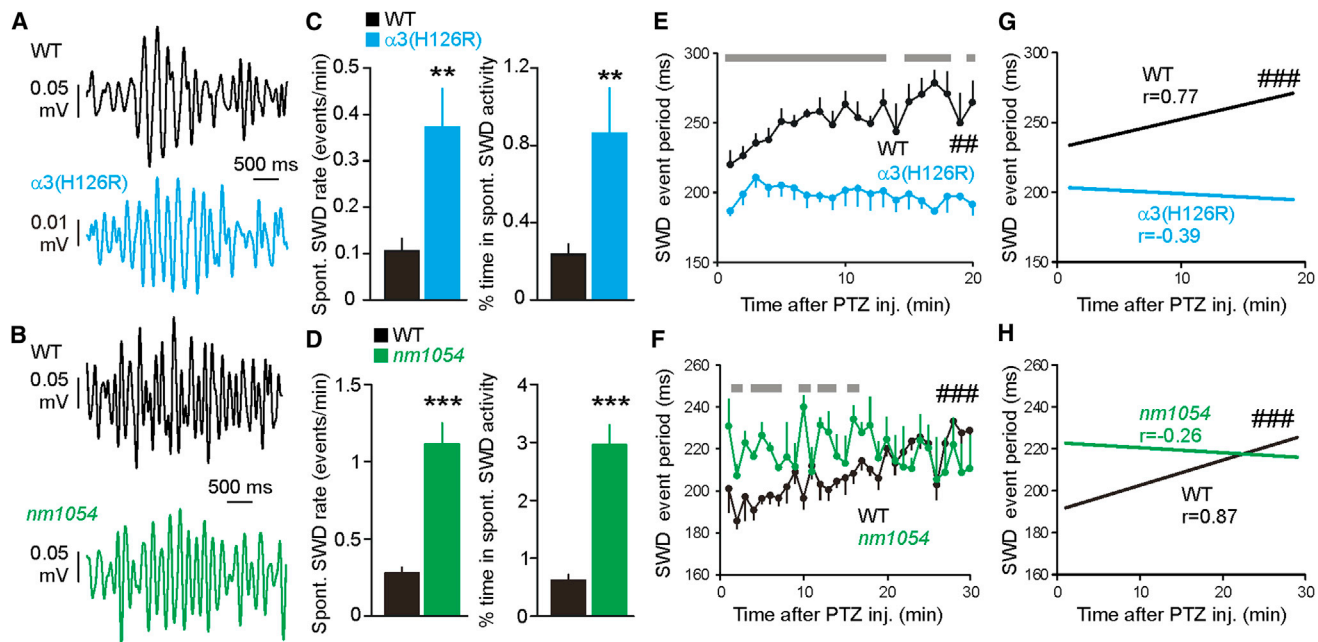 A
WT
0.05
mV
500 ms
α3(H126R)
0.01
mV
B
WT
0.05
mV
500 ms
nm1054
0.05
mV
C
WT
α3(H126R)
Spont. SWD rate (events/min)
0.5
0.4
0.3
0.2
0.1
0
**
% time in spont. SWD activity
1.2
0.8
0.4
0
**
D
WT
nm1054
Spont. SWD rate (events/min)
1.5
1
0.5
0
***
% time in spont. SWD activity
4
3
2
1
0
***
E
SWD event period (ms)
300
250
200
150
WT
##
α3(H126R)
0
10
20
Time after PTZ inj. (min)
F
SWD event period (ms)
260
240
220
200
180
160
###
WT
nm1054
0
10
20
30
Time after PTZ inj. (min)
G
SWD event period (ms)
300
250
200
150
WT
r=0.77
###
α3(H126R)
r=-0.39
0
10
20
Time after PTZ inj. (min)
H
SWD event period (ms)
260
240
220
200
180
160
nm1054
r=-0.26
###
WT
r=0.87
0
10
20
30
Time after PTZ inj. (min)